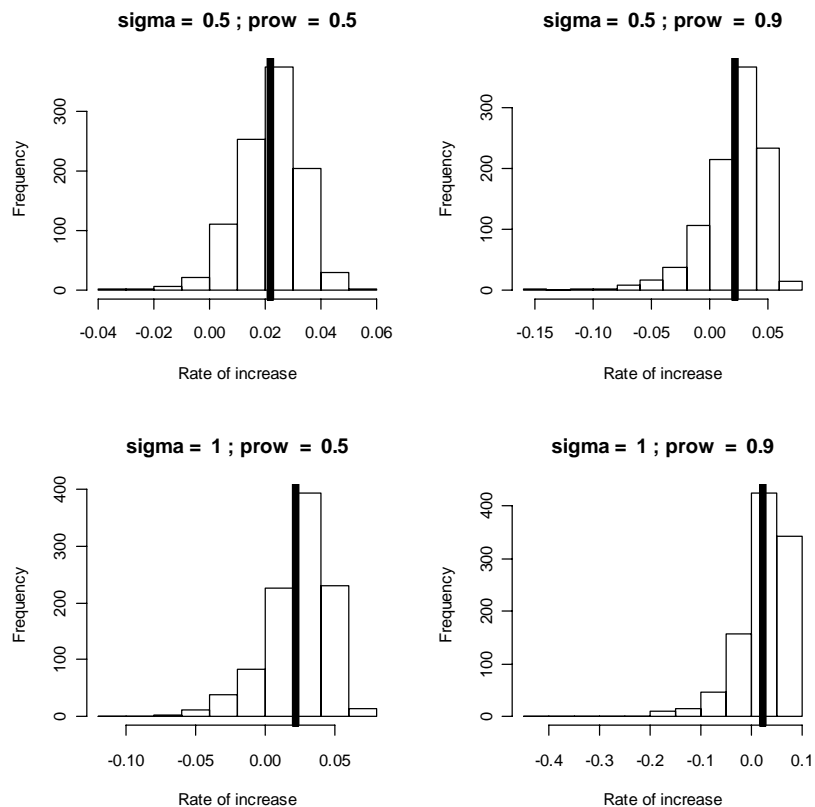 sigma = 0.5 ; prow = 0.5
Frequency
0 100 200 300
-0.04 -0.02 0.00 0.02 0.04 0.06
Rate of increase
sigma = 0.5 ; prow = 0.9
Frequency
0 100 200 300
-0.15 -0.10 -0.05 0.00 0.05
Rate of increase
sigma = 1 ; prow = 0.5
Frequency
0 100 200 300 400
-0.10 -0.05 0.00 0.05
Rate of increase
sigma = 1 ; prow = 0.9
Frequency
0 100 200 300 400
-0.4 -0.3 -0.2 -0.1 0.0 0.1
Rate of increase